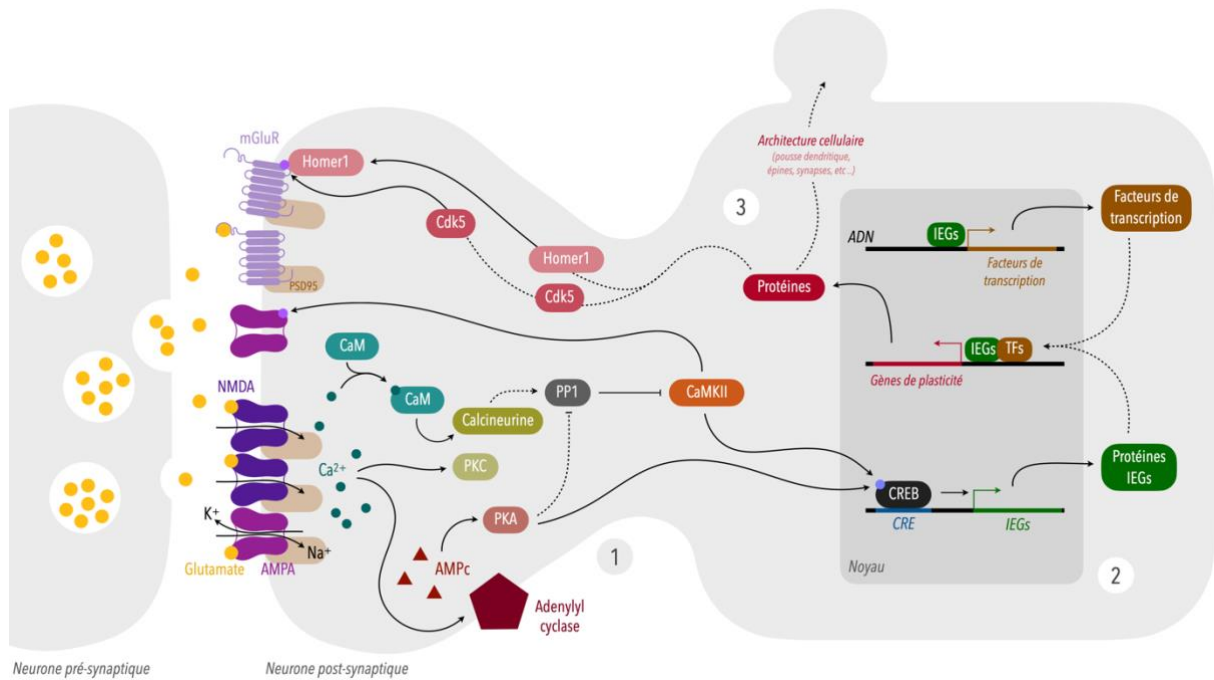 mGluR
Homer1
Cdk5
Homer1
Cdk5
PSD95
Architecture cellulaire
(pousse dendritique,
épines, synapses, etc ..)
3
Protéines
ADN
IEGs
Facteurs de
transcription
Facteurs de
transcription
IEGs
TFs
Gènes de plasticité
NMDA
CaM
CaM
Calcineurine
PP1
CaMKII
Ca²⁺
PKC
PKA
AMPc
Adenylyl
cyclase
K⁺
Na⁺
Glutamate
AMPA
1
CREB
CRE
IEGs
Protéines
IEGs
Noyau
2
Neurone pré-synaptique
Neurone post-synaptique